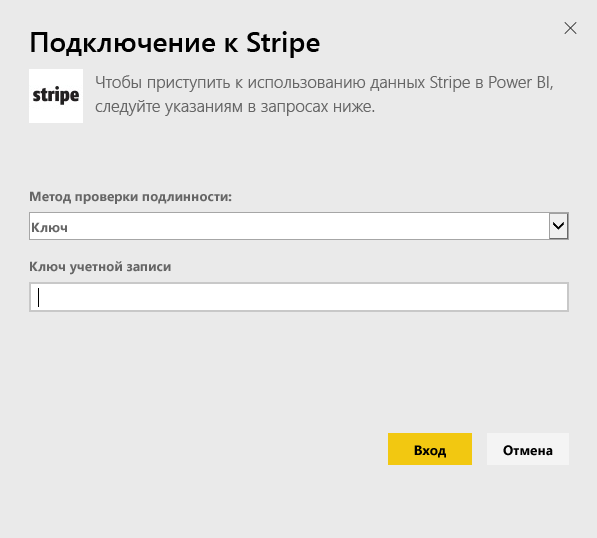 Подключение к Stripe
stripe
Чтобы приступить к использованию данных Stripe в Power BI,
следуйте указаниям в запросах ниже.
Метод проверки подлинности:
Ключ
Ключ учетной записи
Вход
Отмена